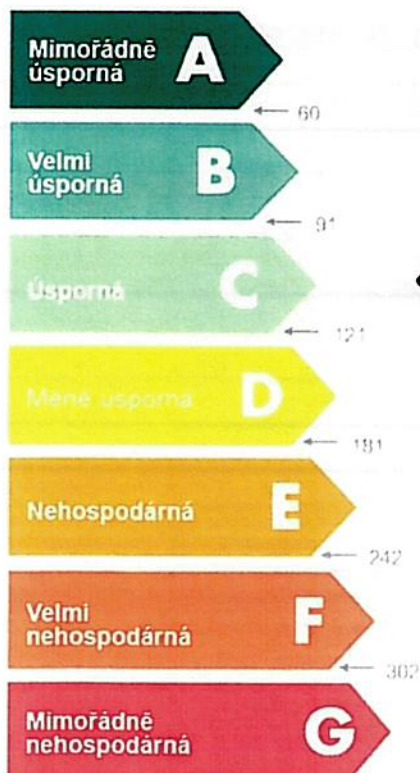 Mimořádně
úsporná
A
60
Velmi
úsporná
B
91
Úsporná
C
121
Méně úsporná
D
181
Nehospodárná
E
242
Velmi
nehospodárná
F
302
Mimořádně
nehospodárná
G